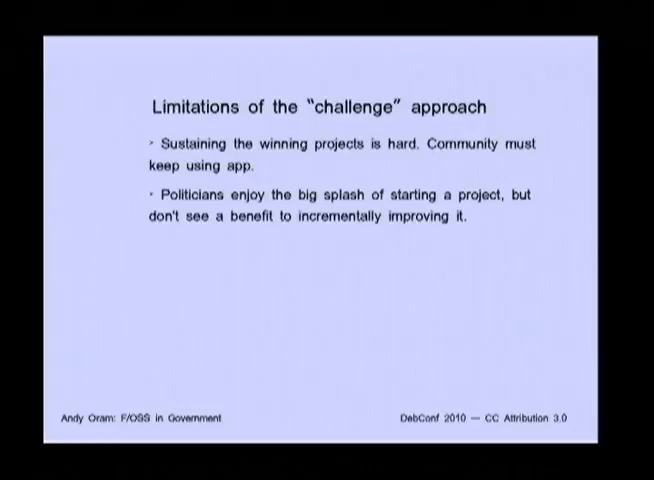 Limitations of the "challenge" approach
· Sustaining the winning projects is hard. Community must
keep using app.
· Politicians enjoy the big splash of starting a project, but
don't see a benefit to incrementally improving it.
Andy Oram: F/OSS in Government
DebConf 2010 — CC Attribution 3.0